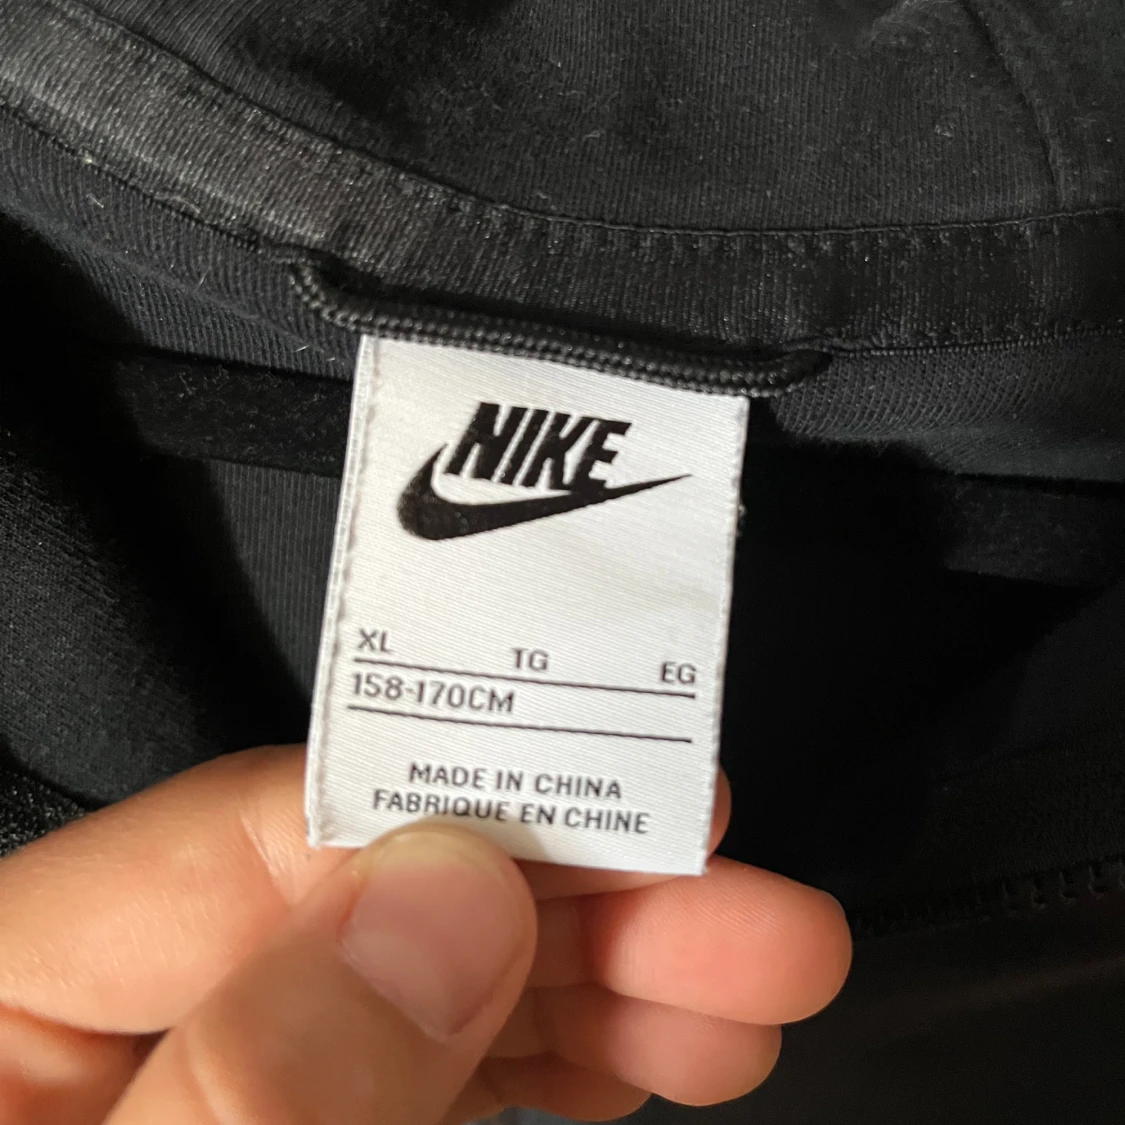 NIKE
XL TG EG
158-170CM
MADE IN CHINA
FABRIQUE EN CHINE